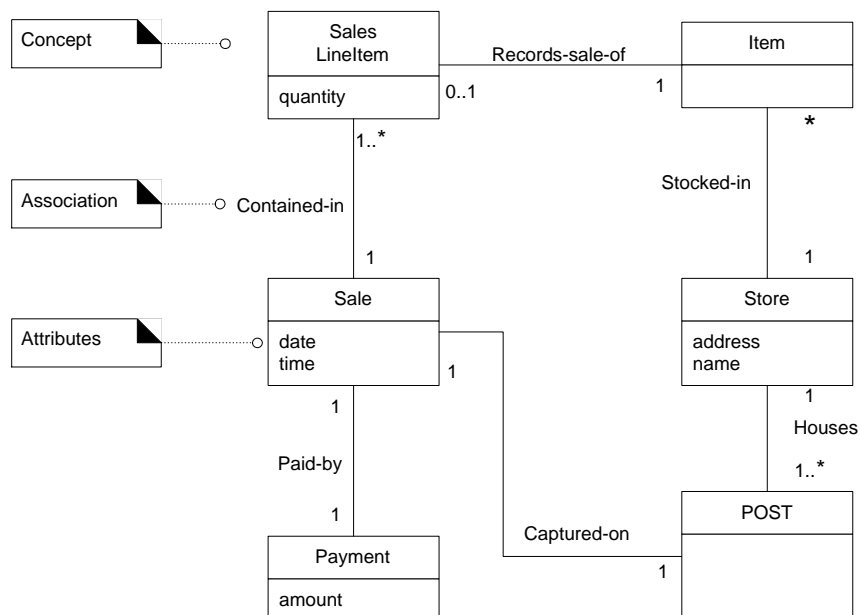 Concept
Sales
LineItem
quantity
Records-sale-of
0..1
1
Item
1..*
*
Association
Contained-in
Stocked-in
1
1
Attributes
Sale
date
time
Store
address
name
1
1
1
Houses
Paid-by
1..*
1
Captured-on
1
POST
Payment
amount